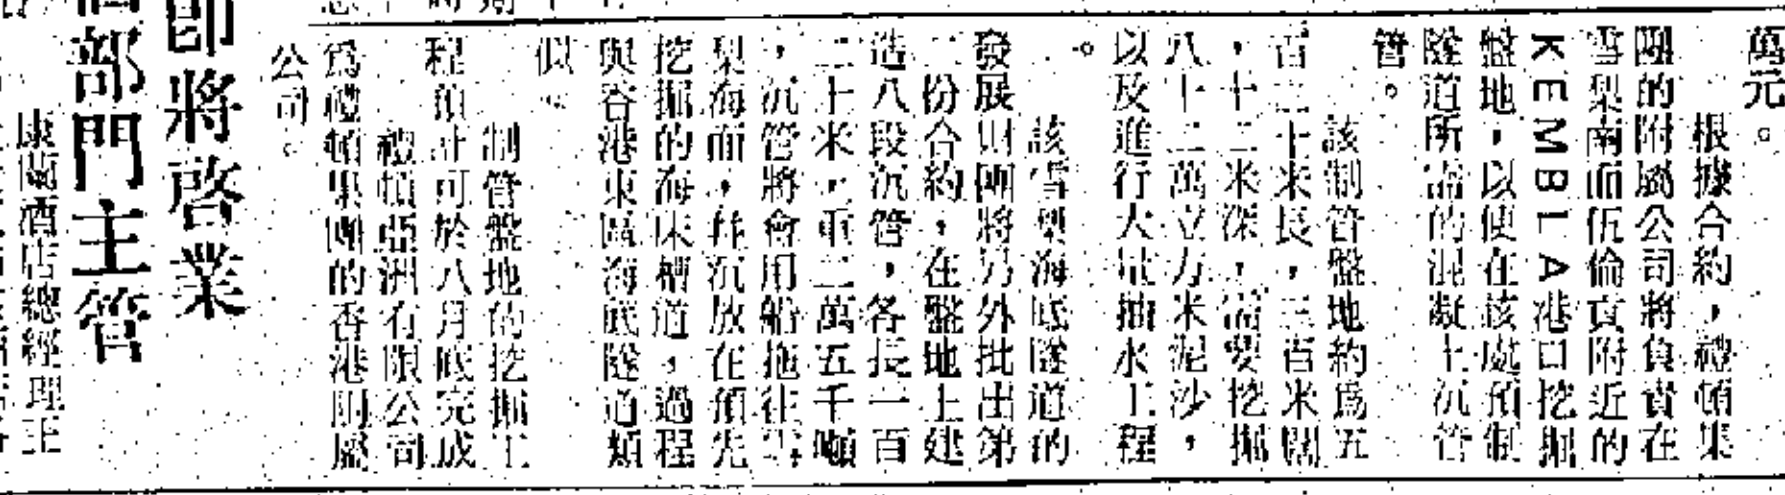 萬元。
根據合約，禮頓集
團的附屬公司將負責在
雪梨南面伍倫貢附近的
KEMBLA港口挖掘
盤地，以便在該處預制
隧道所需的混凝土沉管
管。
該制管盤地約爲五
百二十米長，三百米闊
，十二米深，需要挖掘
八十二萬立方米泥沙，
以及進行大量抽水工程
。
該雪梨海底隧道的
發展財團將另外批出第
二份合約，在盤地上建
造八段沉管，各長一百
二十米，重二萬五千噸
，沉管將會用船拖往雪
梨海面，幷沉放在預先
挖掘的海床槽道，過程
與香港東區海底隧道類
似。
制管盤地的挖掘工
程預計可於八月底完成
禮頓亞洲有限公司
爲禮頓集團的香港附屬
公司。
即將啓業
部門主管
康蘭酒店總經理王